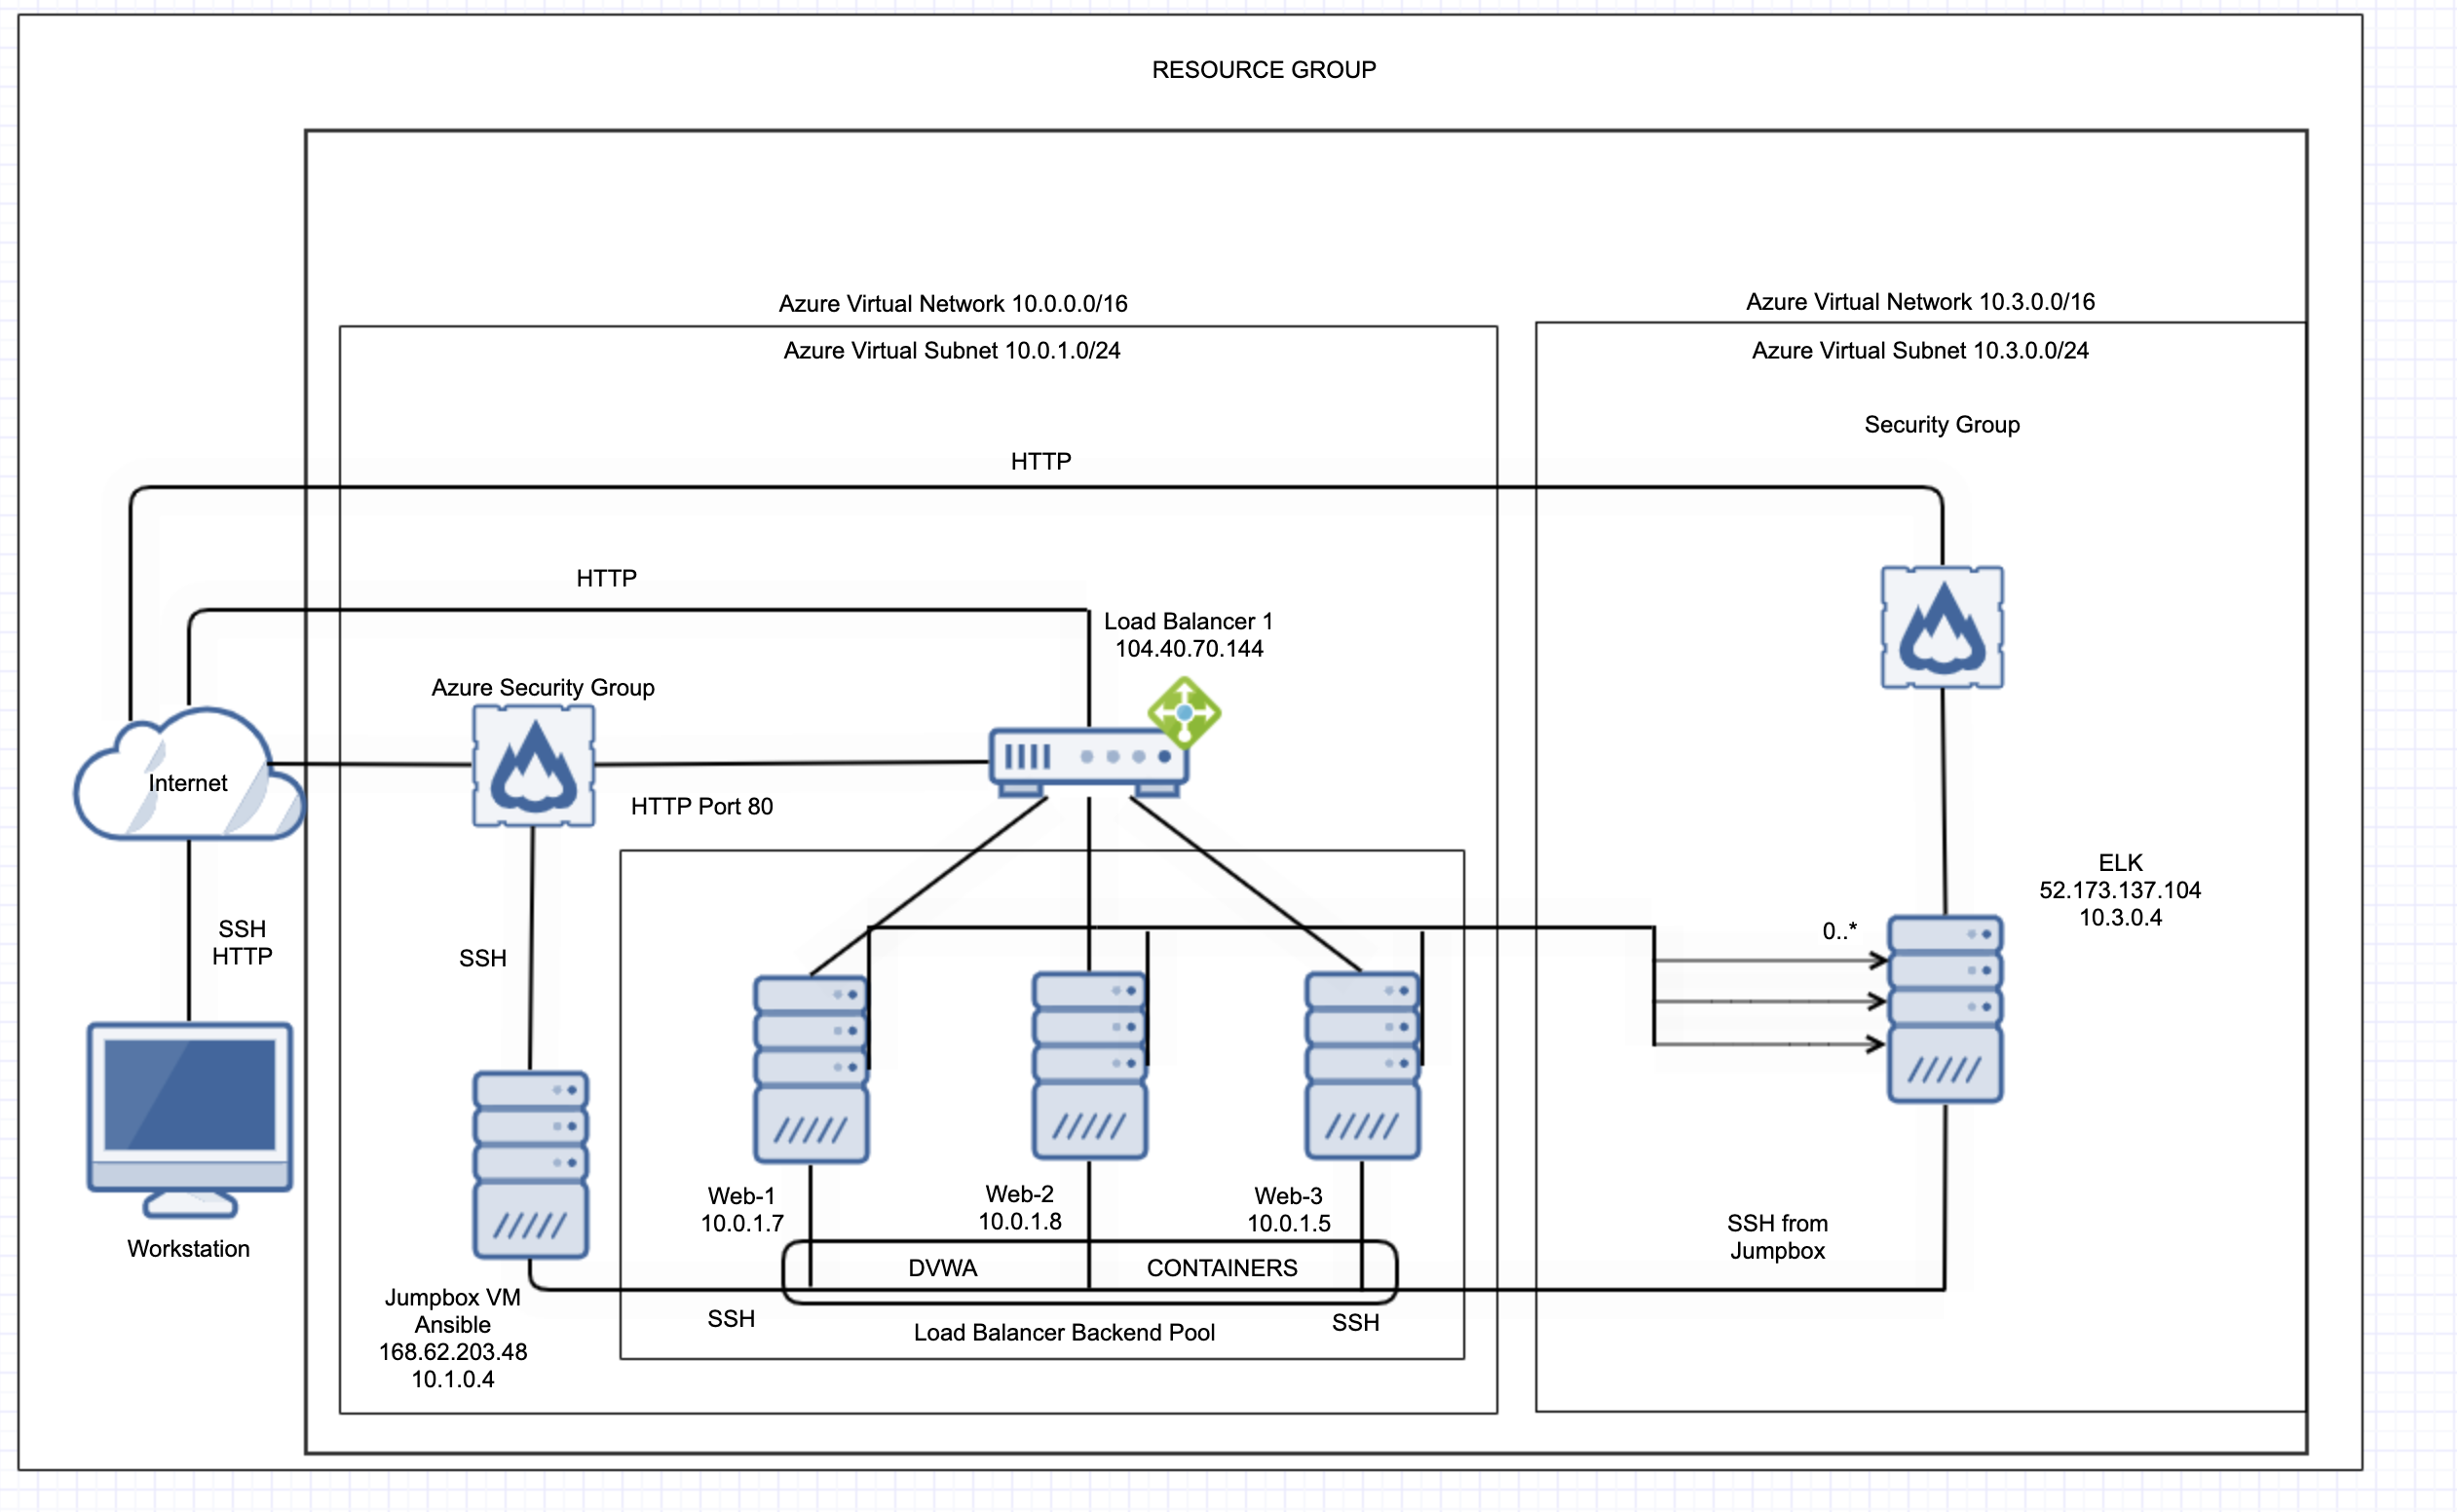 RESOURCE GROUP
Azure Virtual Network 10.0.0.0/16
Azure Virtual Subnet 10.0.1.0/24
Azure Virtual Network 10.3.0.0/16
Azure Virtual Subnet 10.3.0.0/24
Security Group
HTTP
HTTP
Load Balancer 1
104.40.70.144
Azure Security Group
Internet
HTTP Port 80
SSH
HTTP
SSH
ELK
52.173.137.104
10.3.0.4
0..*
Web-1
10.0.1.7
Web-2
10.0.1.8
Web-3
10.0.1.5
SSH from
Jumpbox
Workstation
DVWA
CONTAINERS
Jumpbox VM
Ansible
168.62.203.48
10.1.0.4
SSH
SSH
Load Balancer Backend Pool